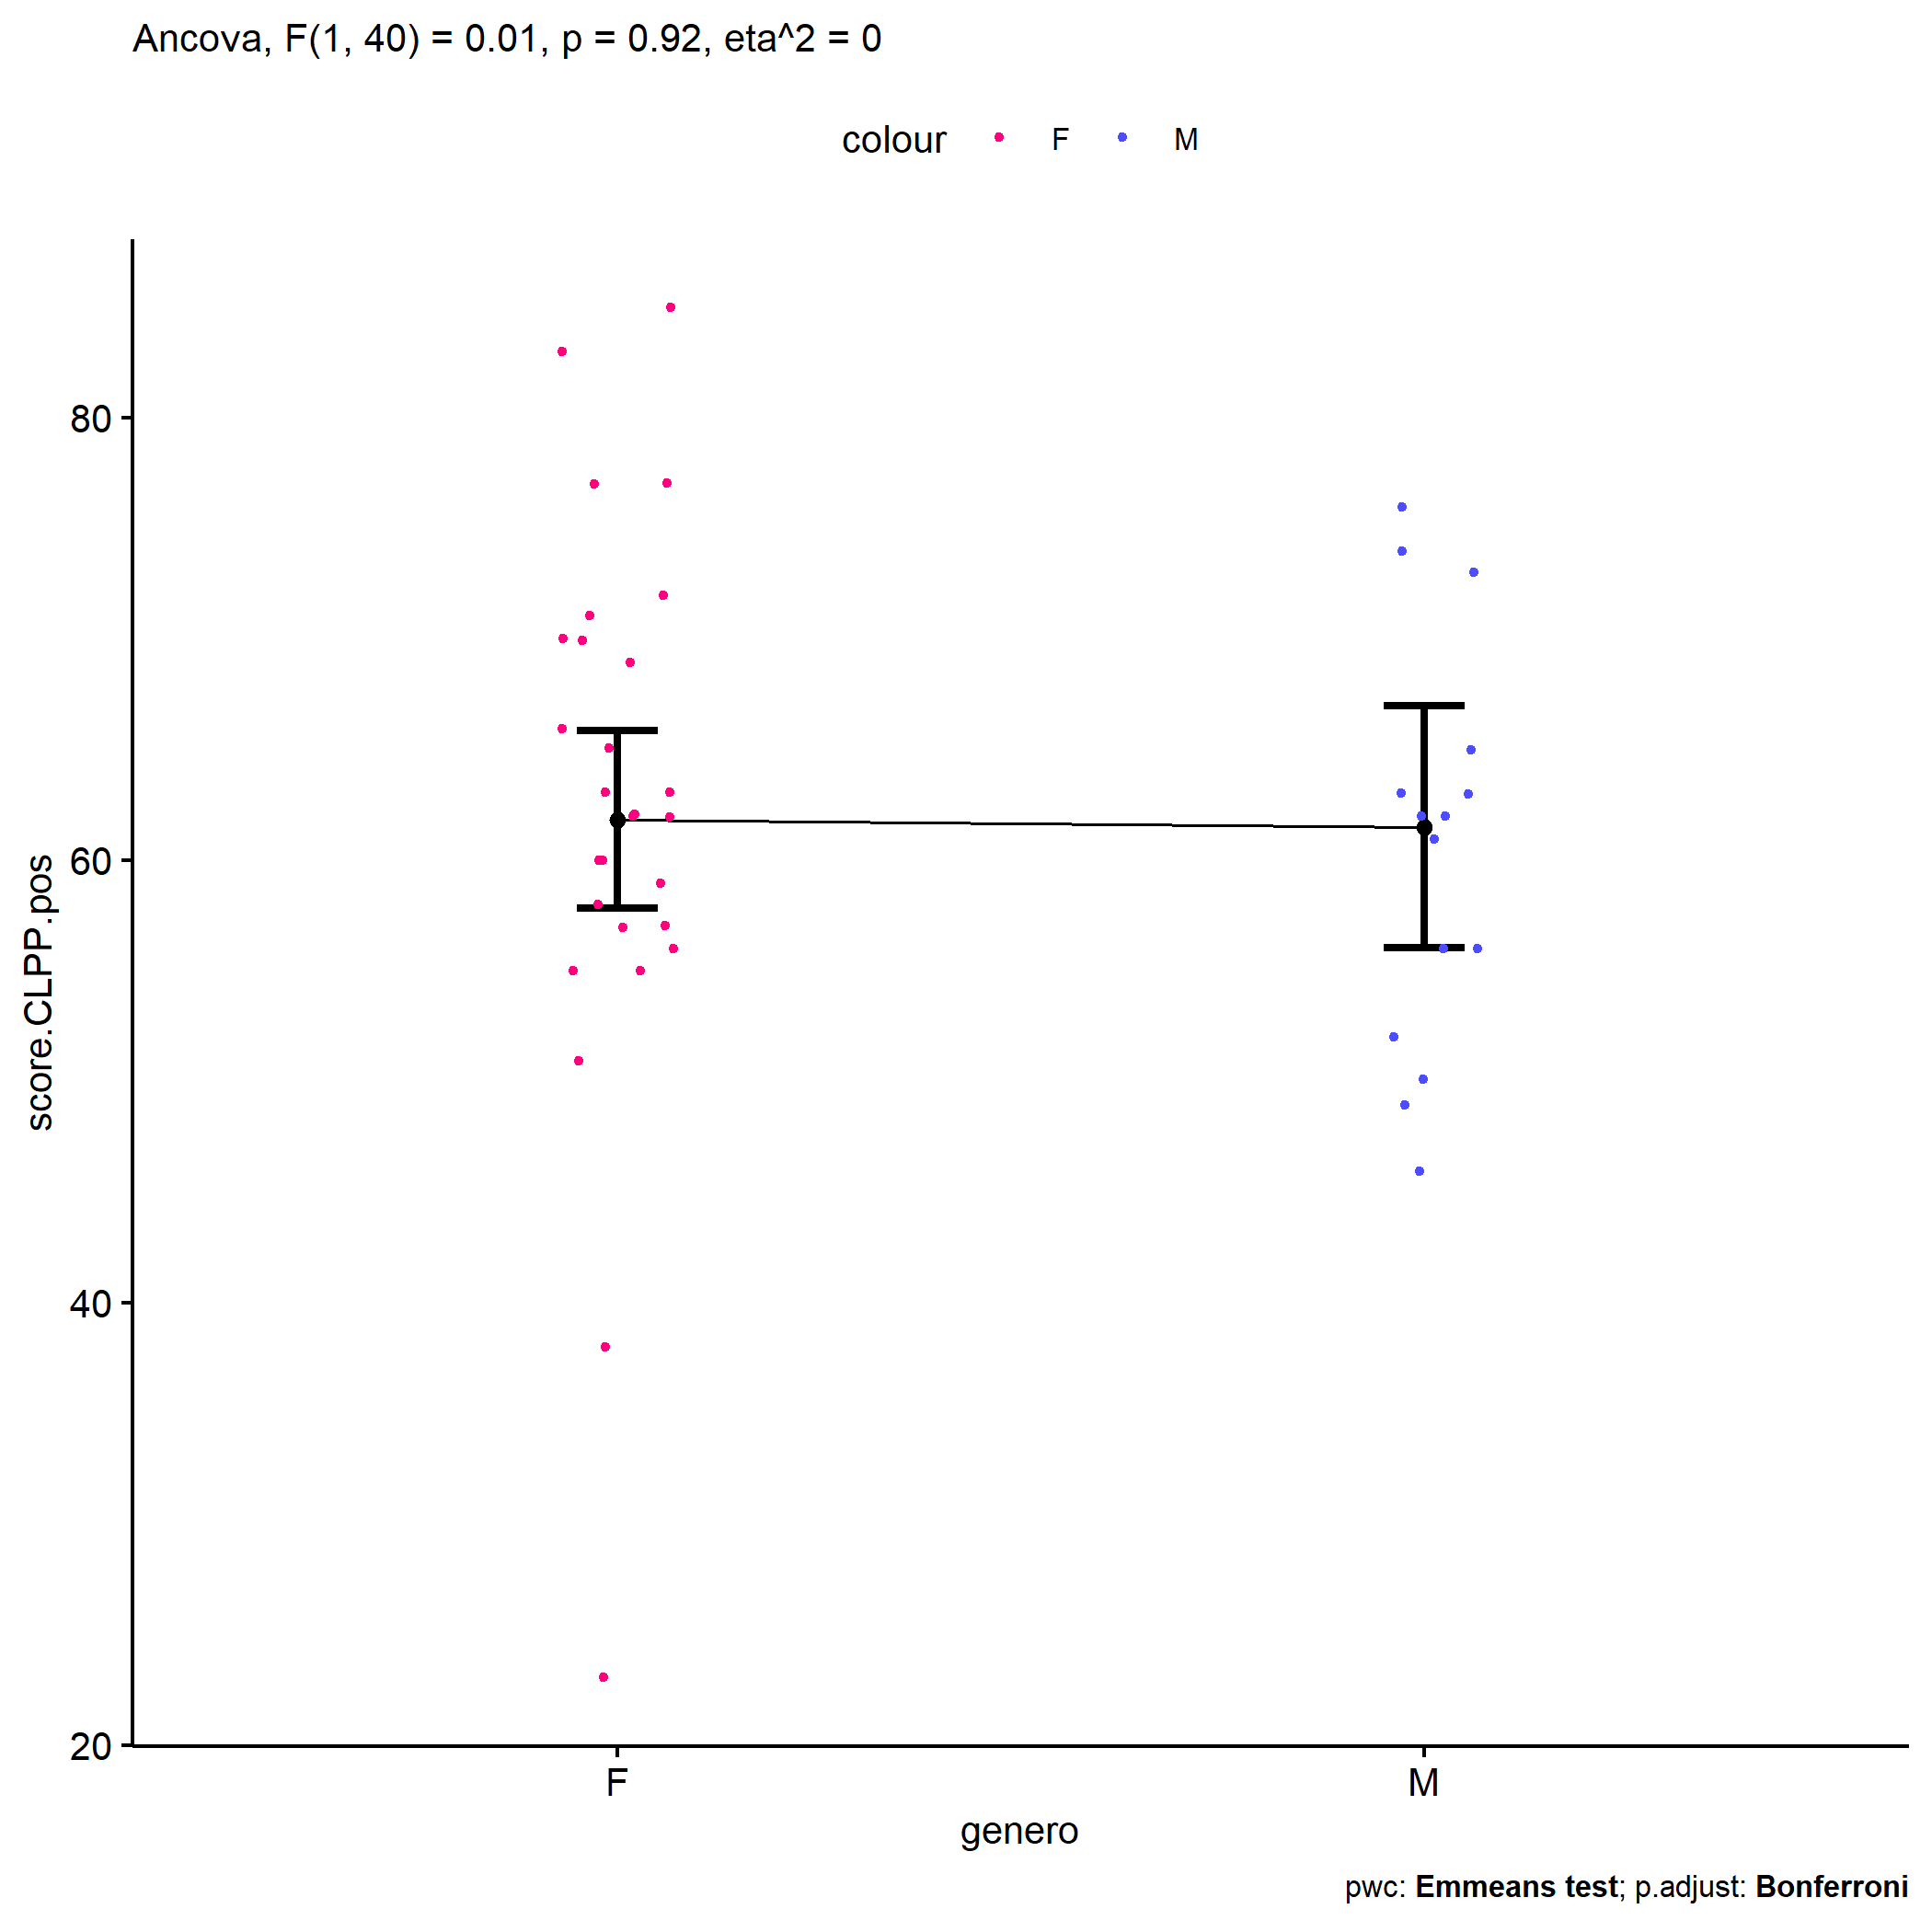 Ancova, F(1, 40) = 0.01, p = 0.92, eta^2 = 0
colour F M
score.CLPP.pos
80
60
40
20
F M
genero
pwc: Emmeans test; p.adjust: Bonferroni